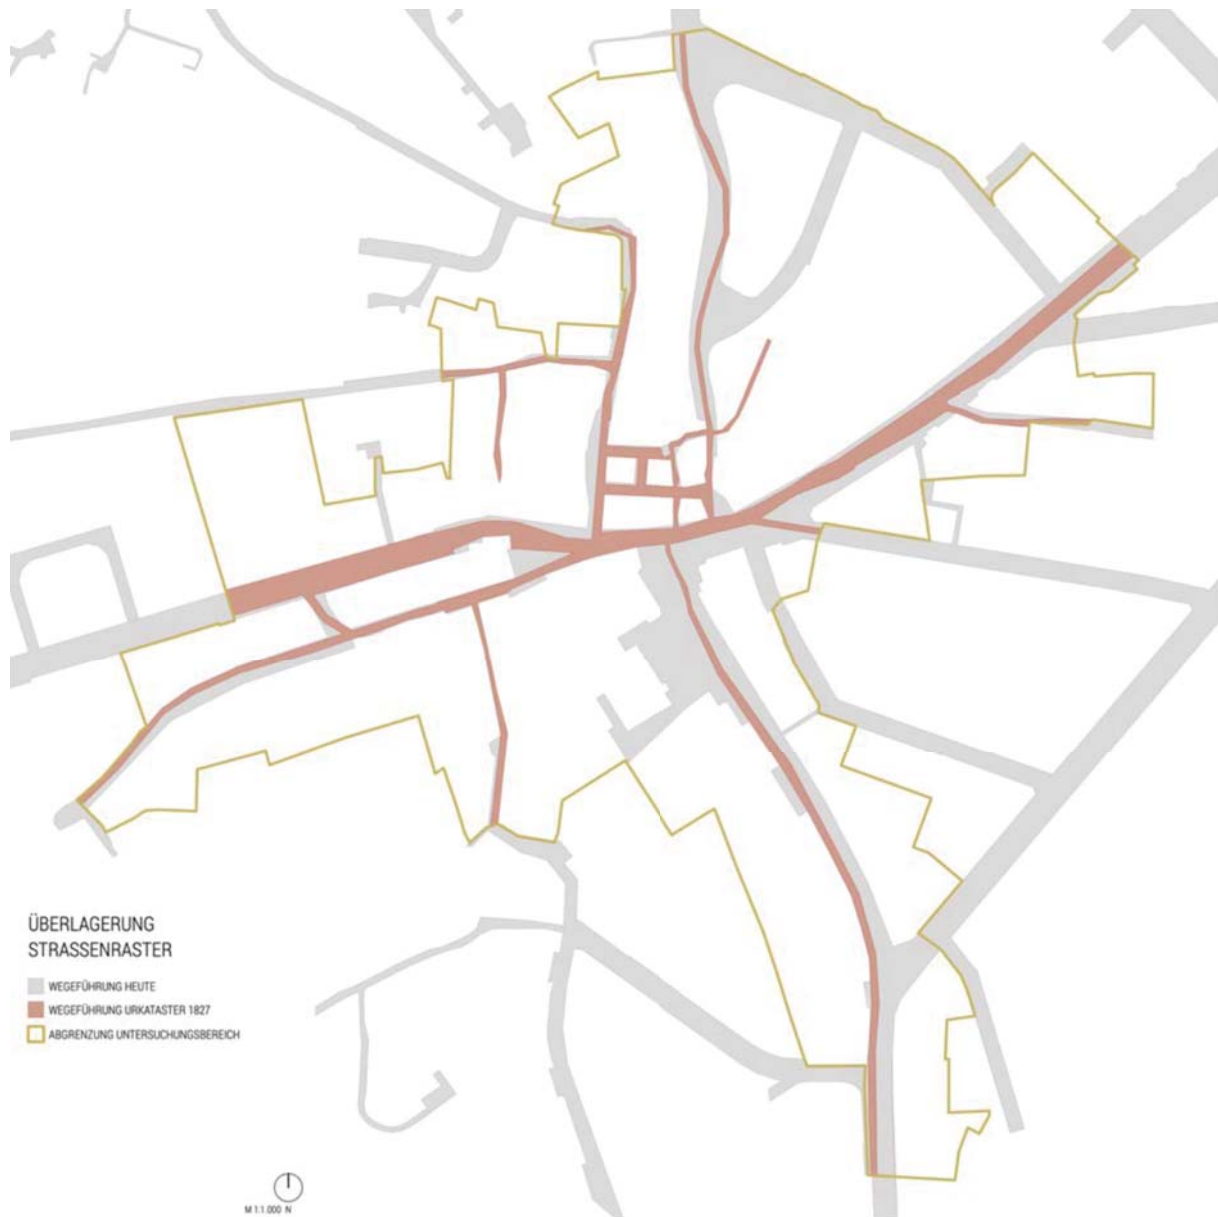 ÜBERLAGERUNG
STRASSENRASTER
WEGEFÜHRUNG HEUTE
WEGEFÜHRUNG URKATASTER 1827
ABGRENZUNG UNTERSUCHUNGSBEREICH
M 1:1.000 N